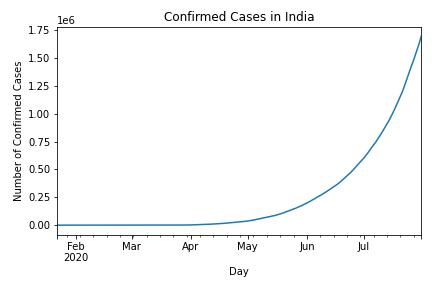 Confirmed Cases in India
1e6
1.75
1.50
1.25
1.00
0.75
0.50
0.25
0.00
Number of Confirmed Cases
Feb Mar Apr May Jun Jul
2020
Day